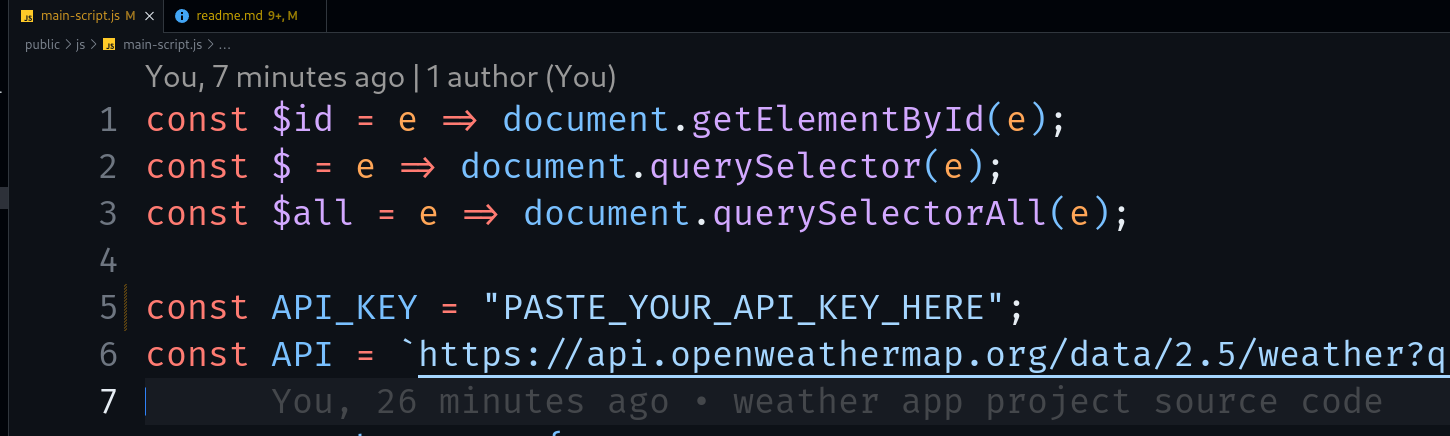 main-script.js M ×
readme.md 9+, M
public > js > JS main-script.js > ...
You, 7 minutes ago | 1 author (You)
1 const $id = e => document.getElementById(e);
2 const $ = e => document.querySelector(e);
3 const $all = e => document.querySelectorAll(e);
4
5 const API_KEY = "PASTE_YOUR_API_KEY_HERE";
6 const API = `https://api.openweathermap.org/data/2.5/weather?q
7 You, 26 minutes ago • weather app project source code